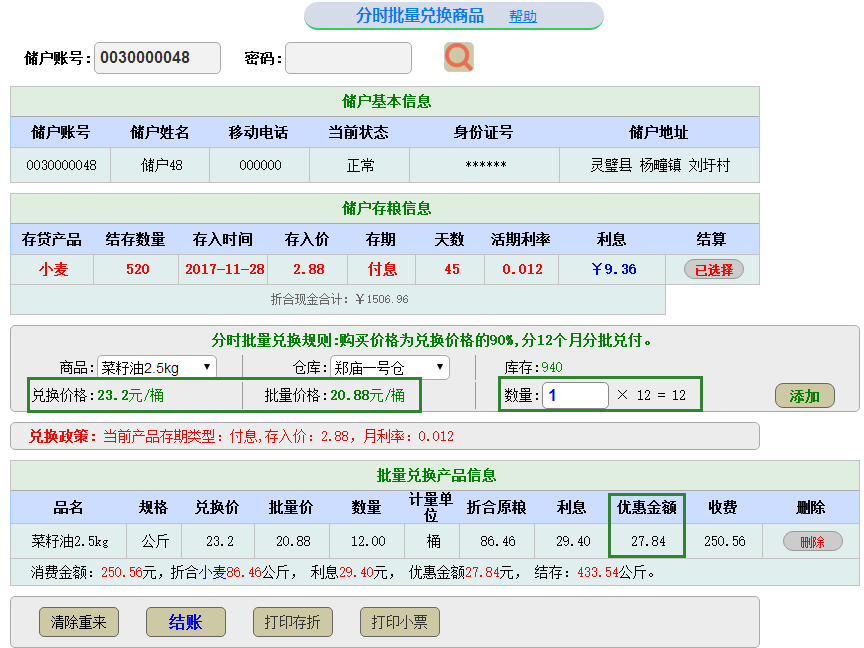 分时批量兑换商品 帮助
储户账号: 0030000048 密码:
储户基本信息
储户账号 储户姓名 移动电话 当前状态 身份证号 储户地址
0030000048 储户48 000000 正常 ****** 灵璧县 杨疃镇 刘圩村
储户存粮信息
存贷产品 结存数量 存入时间 存入价 存期 天数 活期利率 利息 结算
小麦 520 2017-11-28 2.88 付息 45 0.012 ￥9.36 已选择
折合现金合计：￥1506.96
分时批量兑换规则:购买价格为兑换价格的90%,分12个月分批兑付。
商品: 菜籽油2.5kg 仓库: 郑庙一号仓 库存:940
兑换价格:23.2元/桶 批量价格:20.88元/桶 数量: 1 × 12 = 12 添加
兑换政策: 当前产品存期类型: 付息,存入价: 2.88, 月利率: 0.012
批量兑换产品信息
品名 规格 兑换价 批量价 数量 计量单位 折合原粮 利息 优惠金额 收费 删除
菜籽油2.5kg 公斤 23.2 20.88 12.00 桶 86.46 29.40 27.84 250.56 删除
消费金额: 250.56元, 折合小麦86.46公斤, 利息29.40元, 优惠金额27.84元, 结存: 433.54公斤。
清除重来 结账 打印存折 打印小票